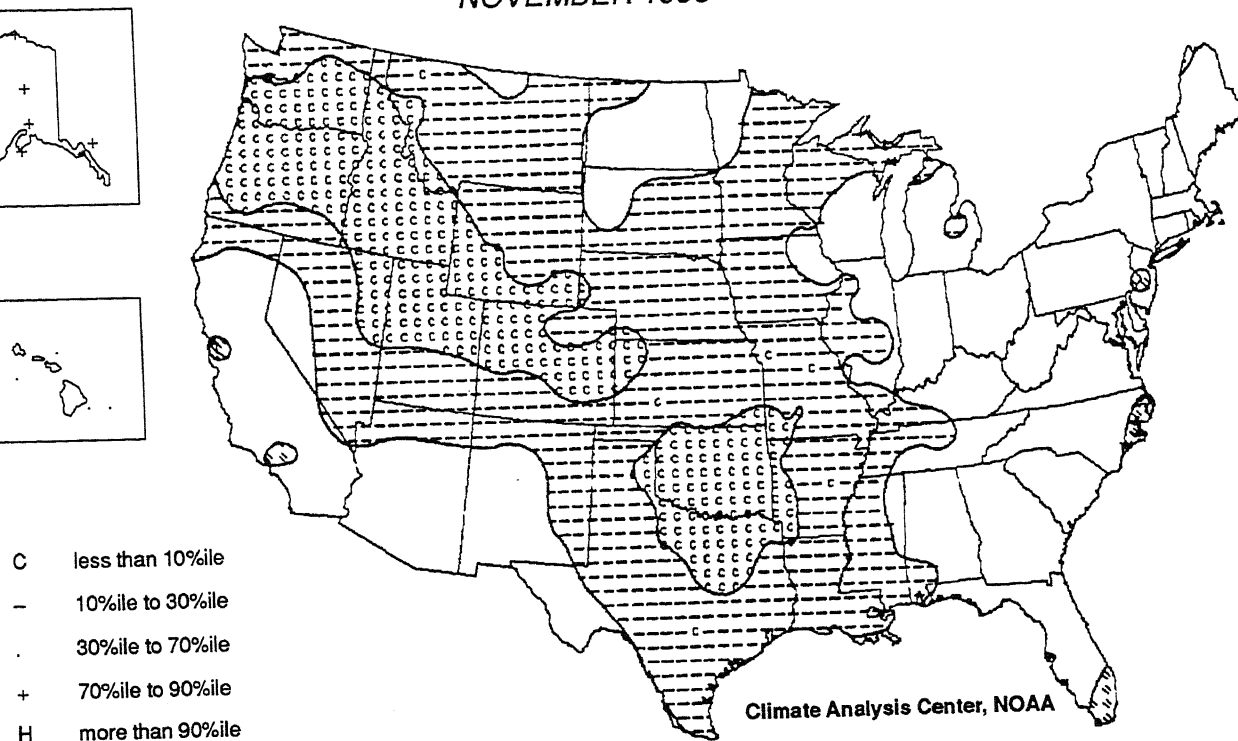 NOVEMBER
C less than 10%ile
– 10%ile to 30%ile
. 30%ile to 70%ile
+ 70%ile to 90%ile
H more than 90%ile
Climate Analysis Center, NOAA